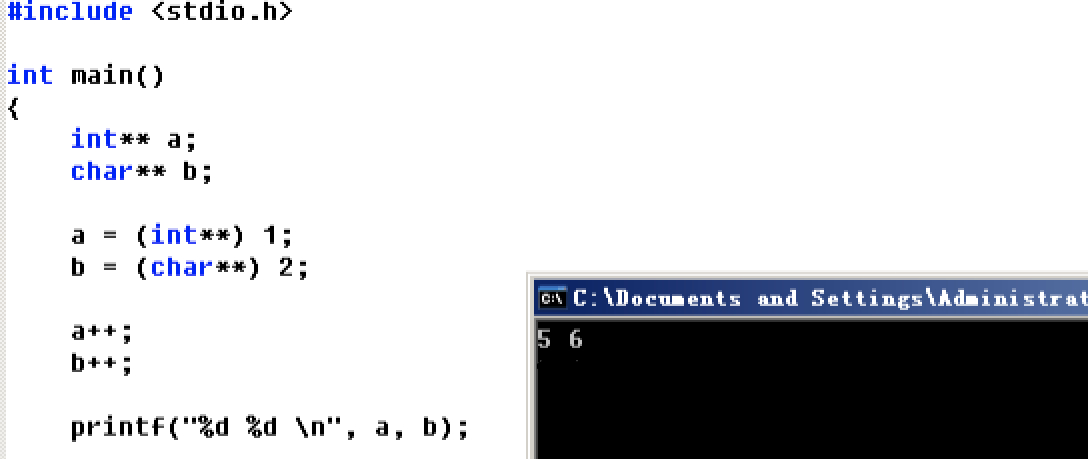 #include <stdio.h>
int main()
{
int** a;
char** b;
a = (int**) 1;
b = (char**) 2;
a++;
b++;
printf("%d %d \n", a, b);
C:\ C:\Documents and Settings\Administrat
5 6